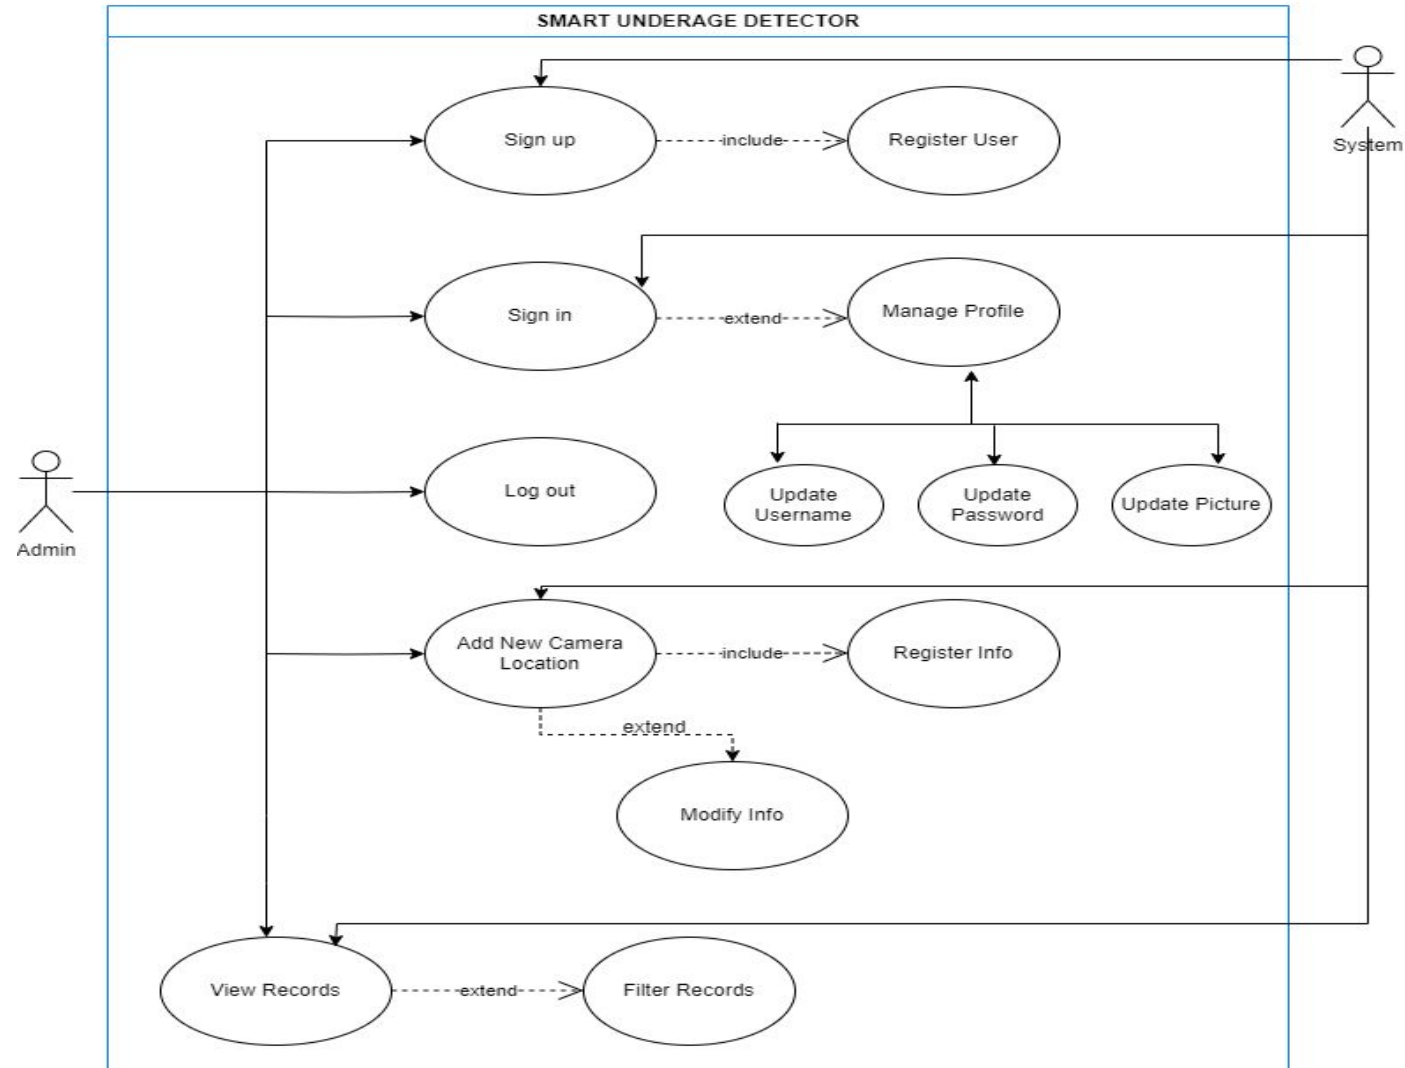 SMART UNDERAGE DETECTOR
System
Sign up
include
Register User
Sign in
extend
Manage Profile
Admin
Log out
Update
Username
Update
Password
Update Picture
Add New Camera
Location
include
Register Info
extend
Modify Info
View Records
extend
Filter Records